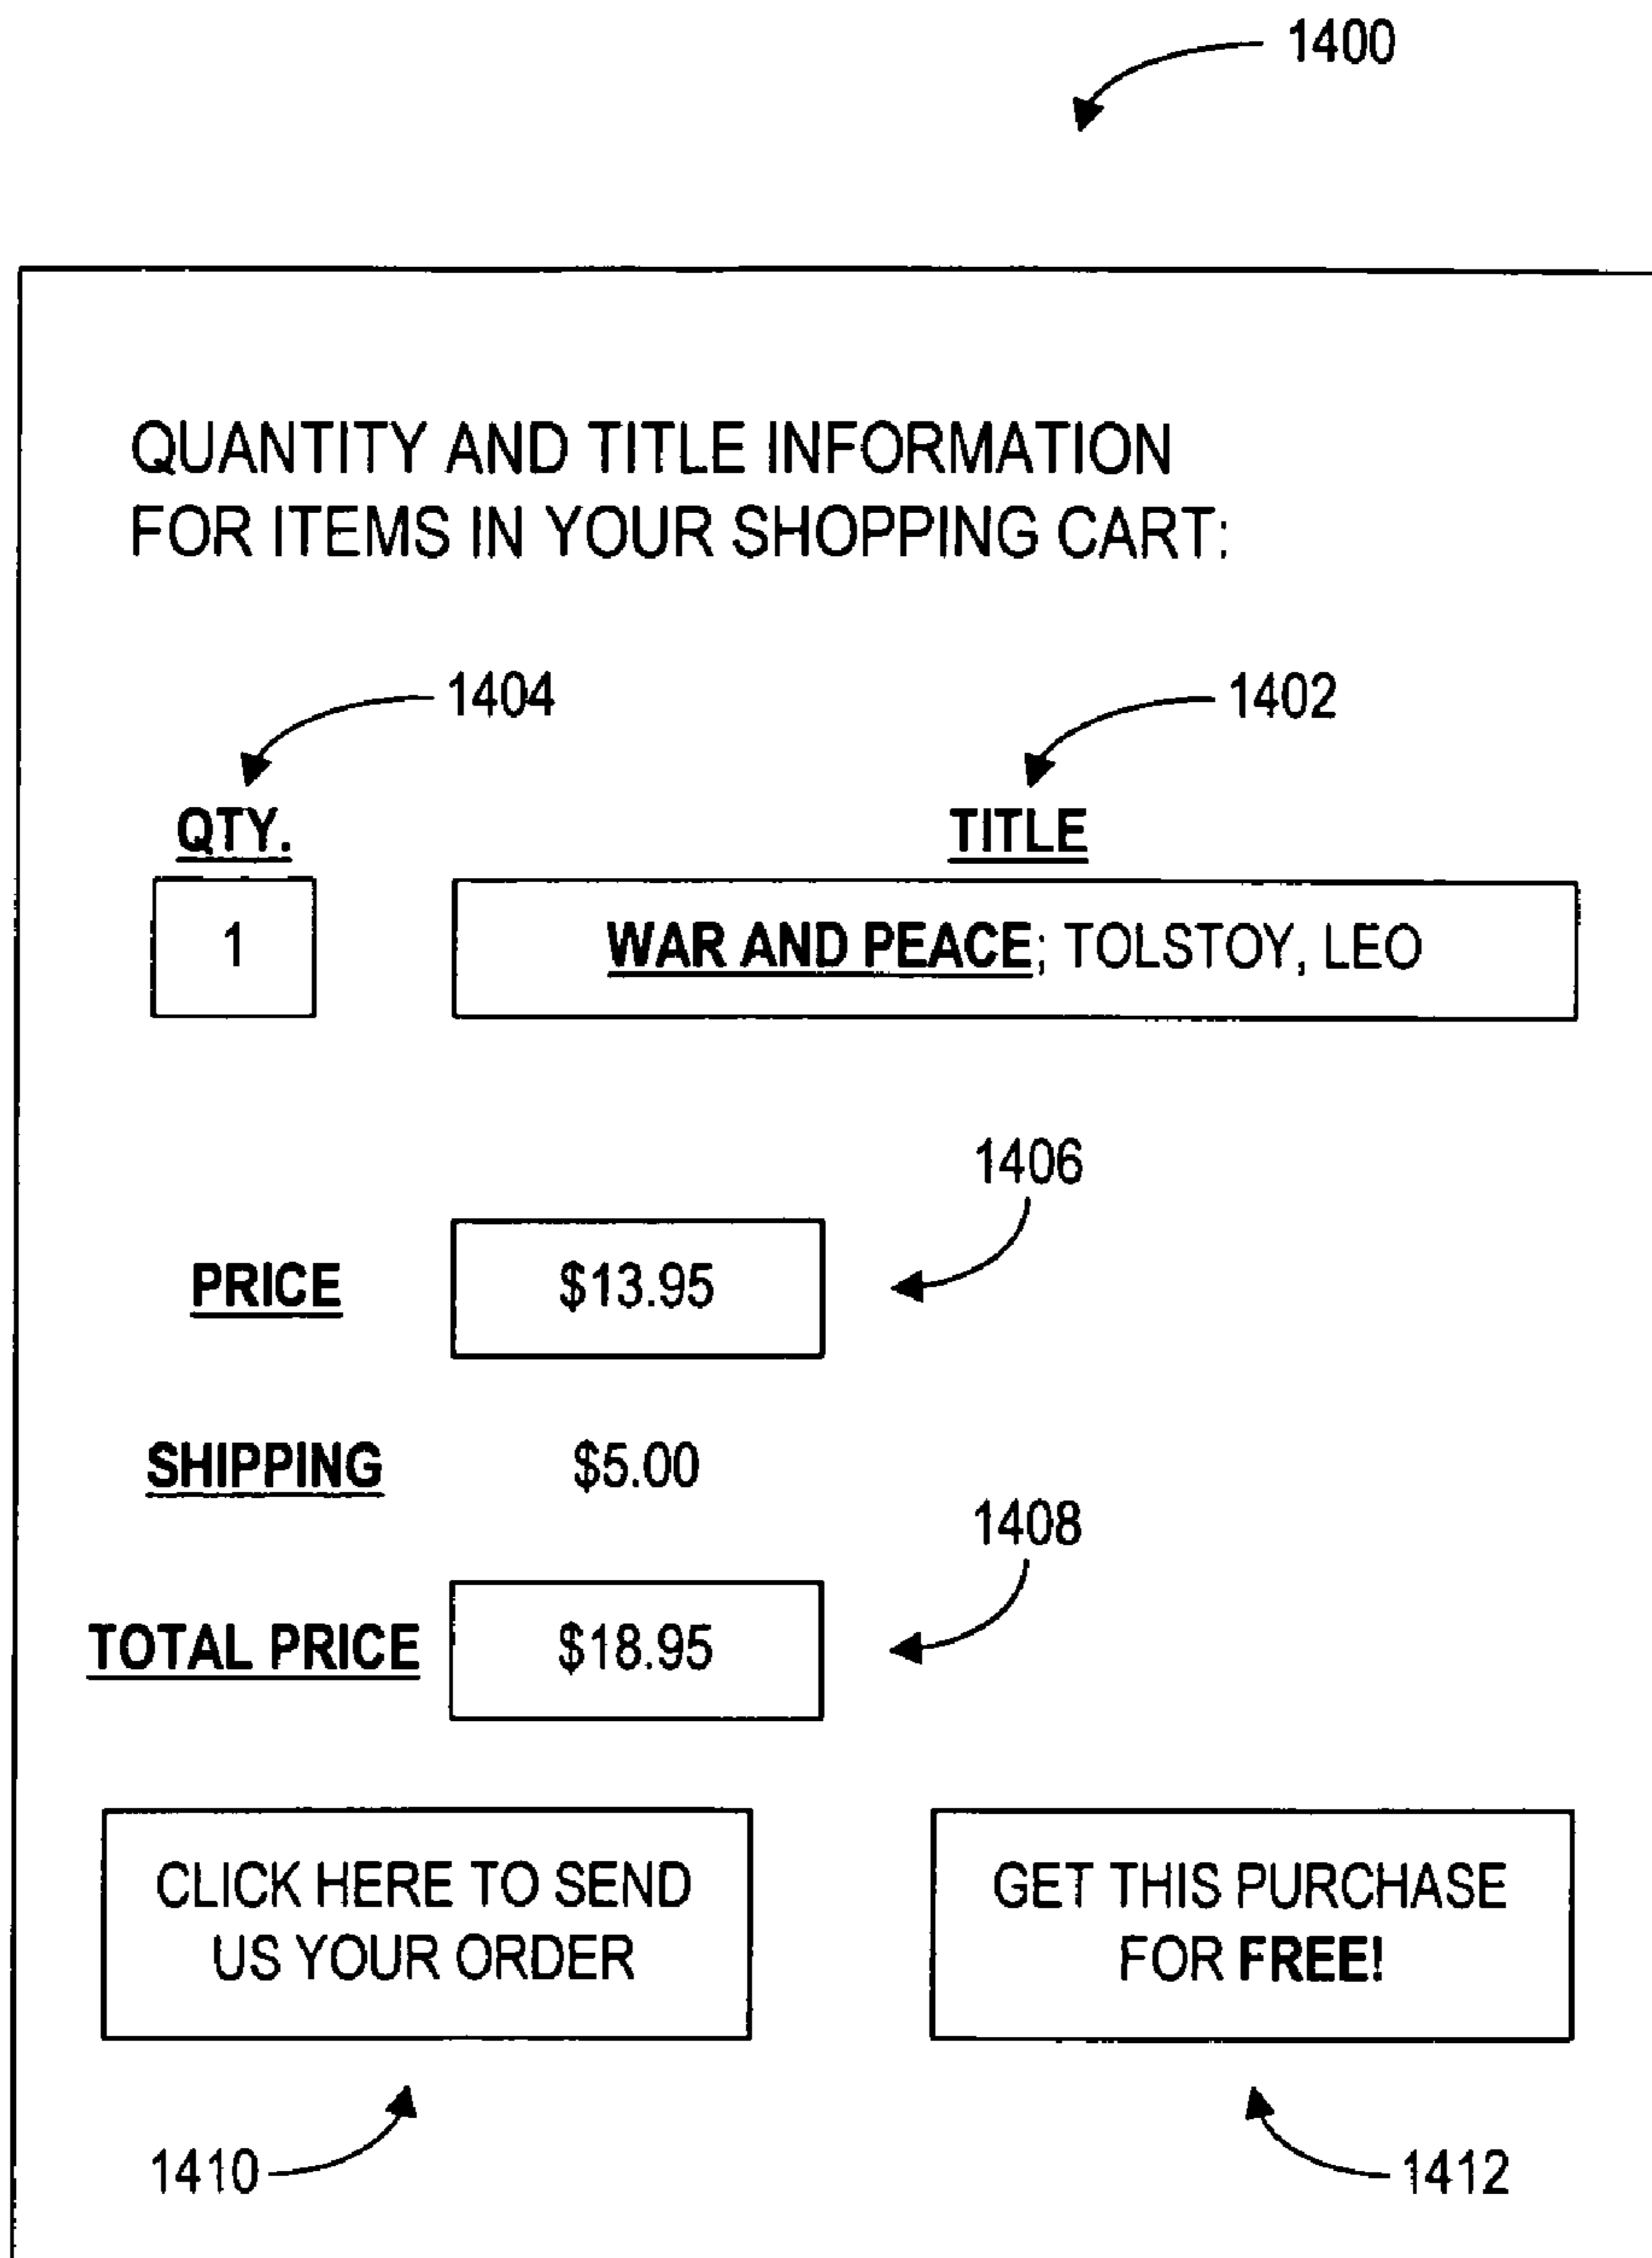 1400
QUANTITY AND TITLE INFORMATION
FOR ITEMS IN YOUR SHOPPING CART:
1404 1402
QTY. TITLE
1 WAR AND PEACE; TOLSTOY, LEO
1406
PRICE $13.95
SHIPPING $5.00
1408
TOTAL PRICE $18.95
CLICK HERE TO SEND
US YOUR ORDER
GET THIS PURCHASE
FOR FREE!
1410 1412